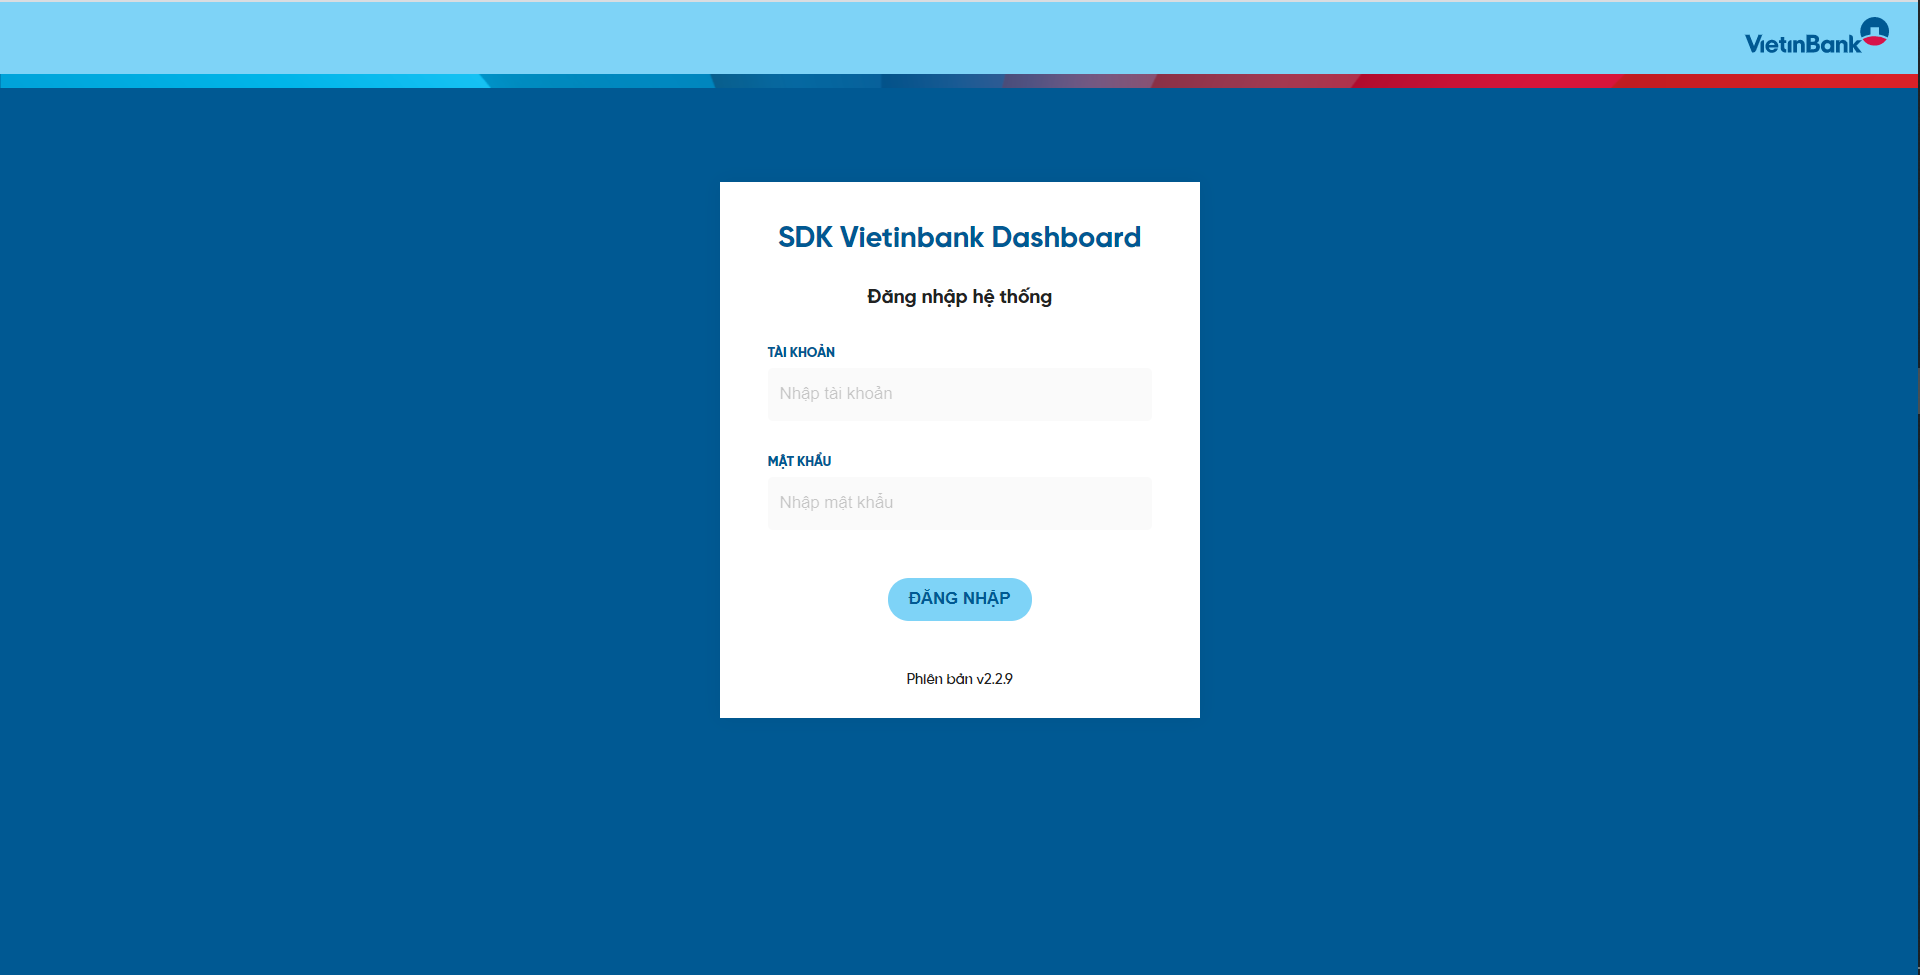 VietinBank
SDK Vietinbank Dashboard
Đăng nhập hệ thống
TÀI KHOẢN
Nhập tài khoản
MẬT KHẨU
Nhập mật khẩu
ĐĂNG NHẬP
Phiên bản v2.2.9